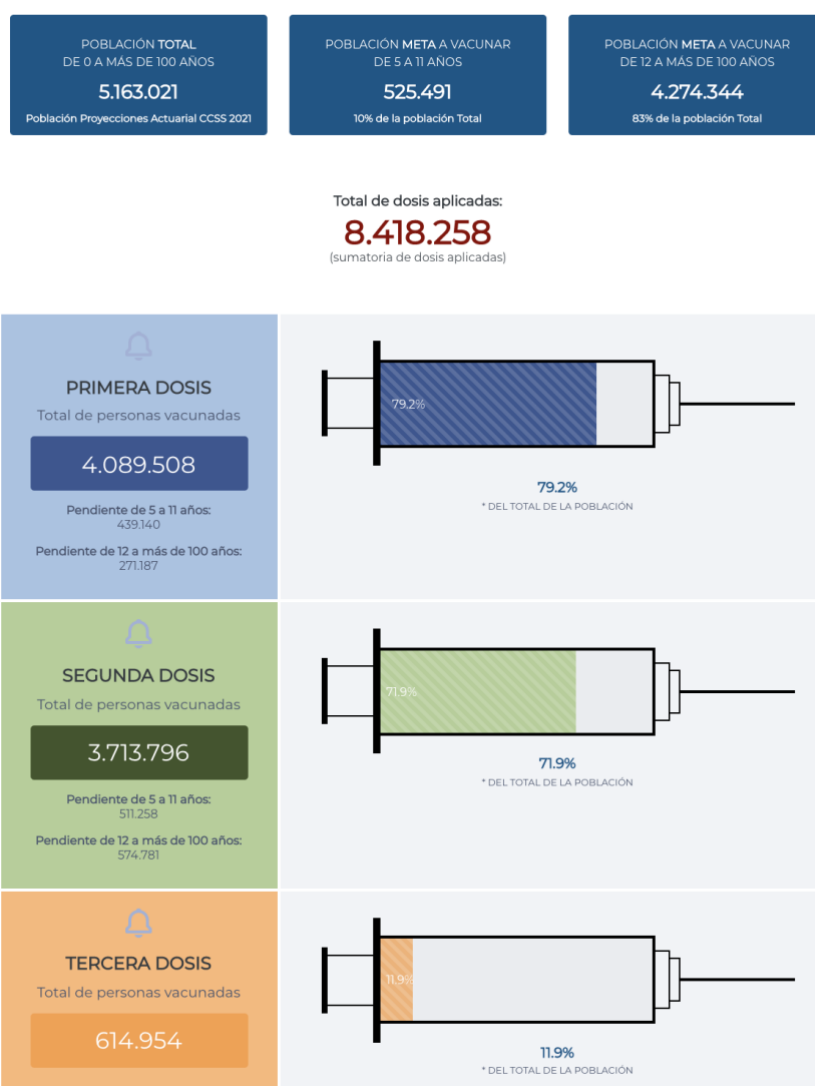 POBLACIÓN TOTAL
DE 0 A MÁS DE 100 AÑOS
5.163.021
Población Proyecciones Actuarial CCSS 2021
POBLACIÓN META A VACUNAR
DE 5 A 11 AÑOS
525.491
10% de la población Total
POBLACIÓN META A VACUNAR
DE 12 A MÁS DE 100 AÑOS
4.274.344
83% de la población Total
Total de dosis aplicadas:
8.418.258
(sumatoria de dosis aplicadas)
PRIMERA DOSIS
Total de personas vacunadas
4.089.508
Pendiente de 5 a 11 años:
439.140
Pendiente de 12 a más de 100 años:
271.187
79.2%
79.2%
* DEL TOTAL DE LA POBLACIÓN
SEGUNDA DOSIS
Total de personas vacunadas
3.713.796
Pendiente de 5 a 11 años:
511.258
Pendiente de 12 a más de 100 años:
574.781
71.9%
71.9%
* DEL TOTAL DE LA POBLACIÓN
TERCERA DOSIS
Total de personas vacunadas
614.954
11.9%
11.9%
* DEL TOTAL DE LA POBLACIÓN